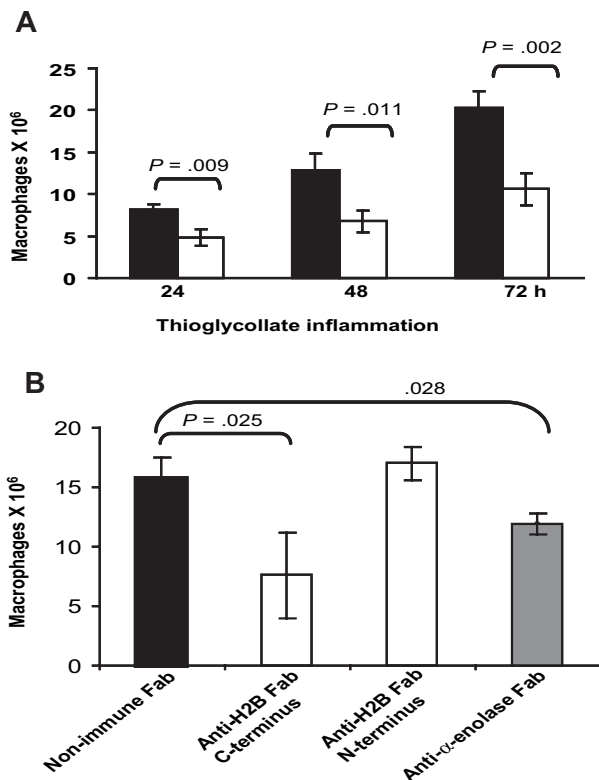 A
P = .002
25
P = .011
20
P = .009
15
10
5
0
Macrophages X 10⁶
24 48 72 h
Thioglycollate inflammation
B
.028
P = .025
20
15
10
5
0
Macrophages X 10⁶
Non-immune Fab
Anti-H2B Fab
C-terminus
Anti-H2B Fab
N-terminus
Anti-α-enolase Fab